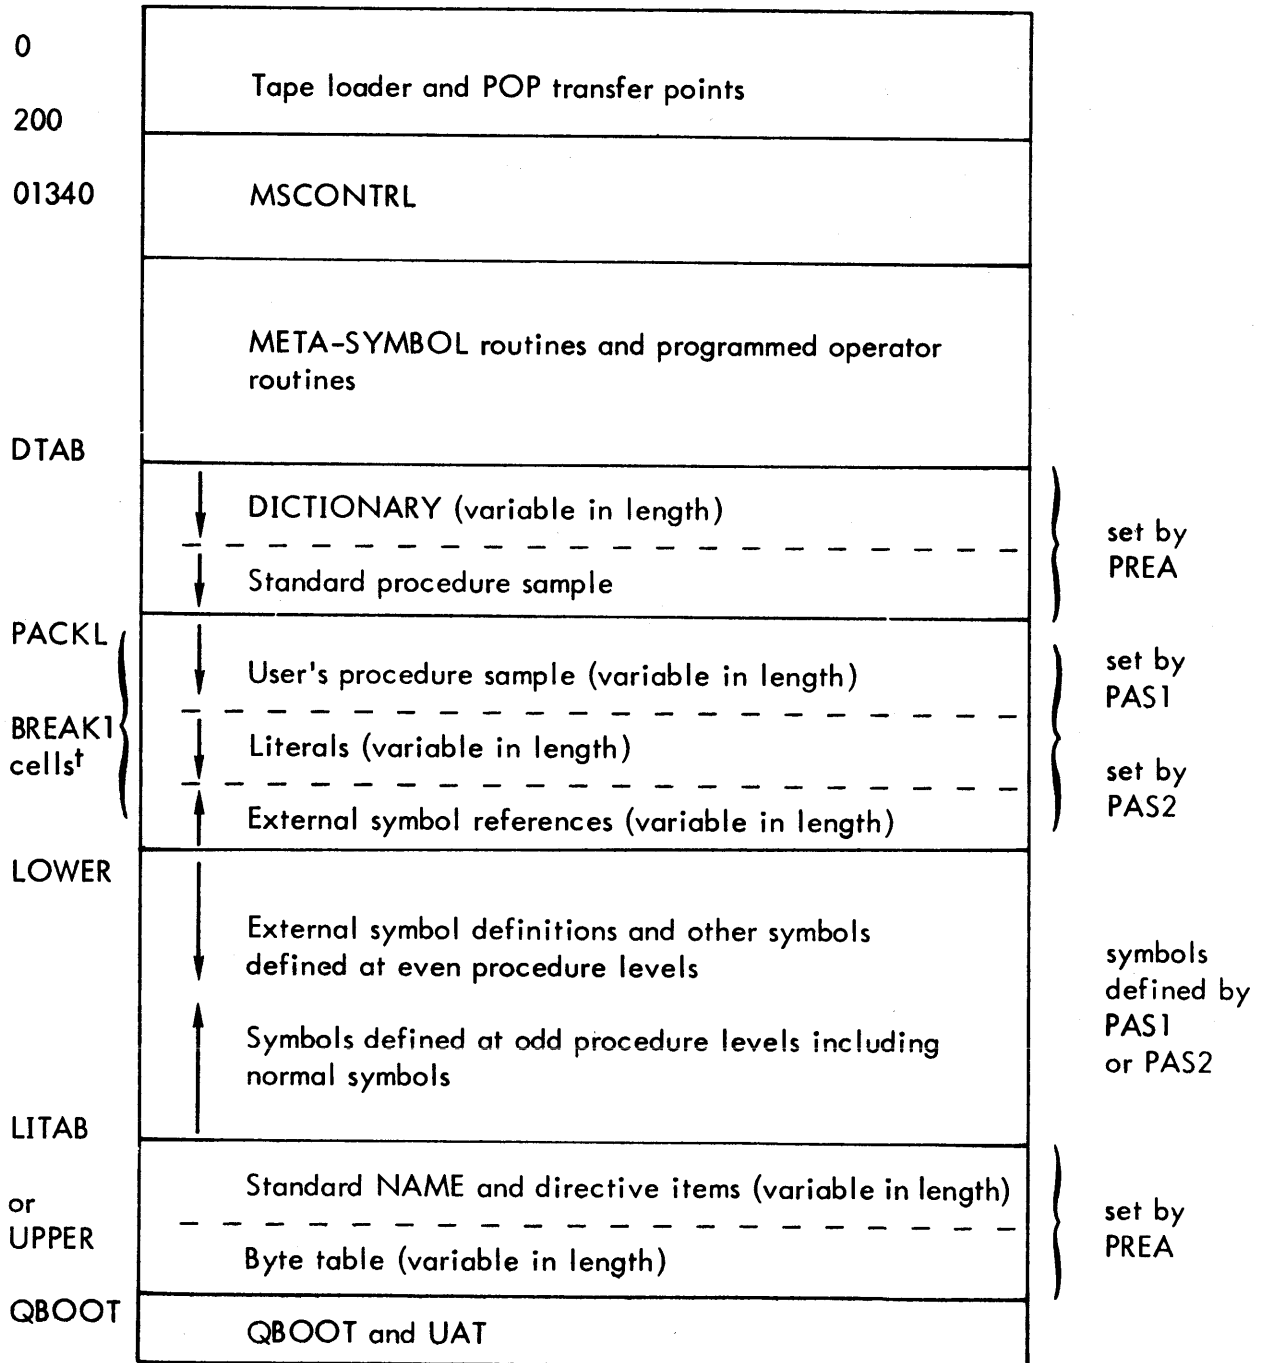 0
Tape loader and POP transfer points
200
01340
MSCONTRL
META-SYMBOL routines and programmed operator
routines
DTAB
DICTIONARY (variable in length)
Standard procedure sample
set by
PREA
PACKL
User's procedure sample (variable in length)
set by
PAS1
BREAK1
cells†
Literals (variable in length)
External symbol references (variable in length)
set by
PAS2
LOWER
External symbol definitions and other symbols
defined at even procedure levels
Symbols defined at odd procedure levels including
normal symbols
symbols
defined by
PAS1
or PAS2
LITAB
or
UPPER
Standard NAME and directive items (variable in length)
Byte table (variable in length)
set by
PREA
QBOOT
QBOOT and UAT